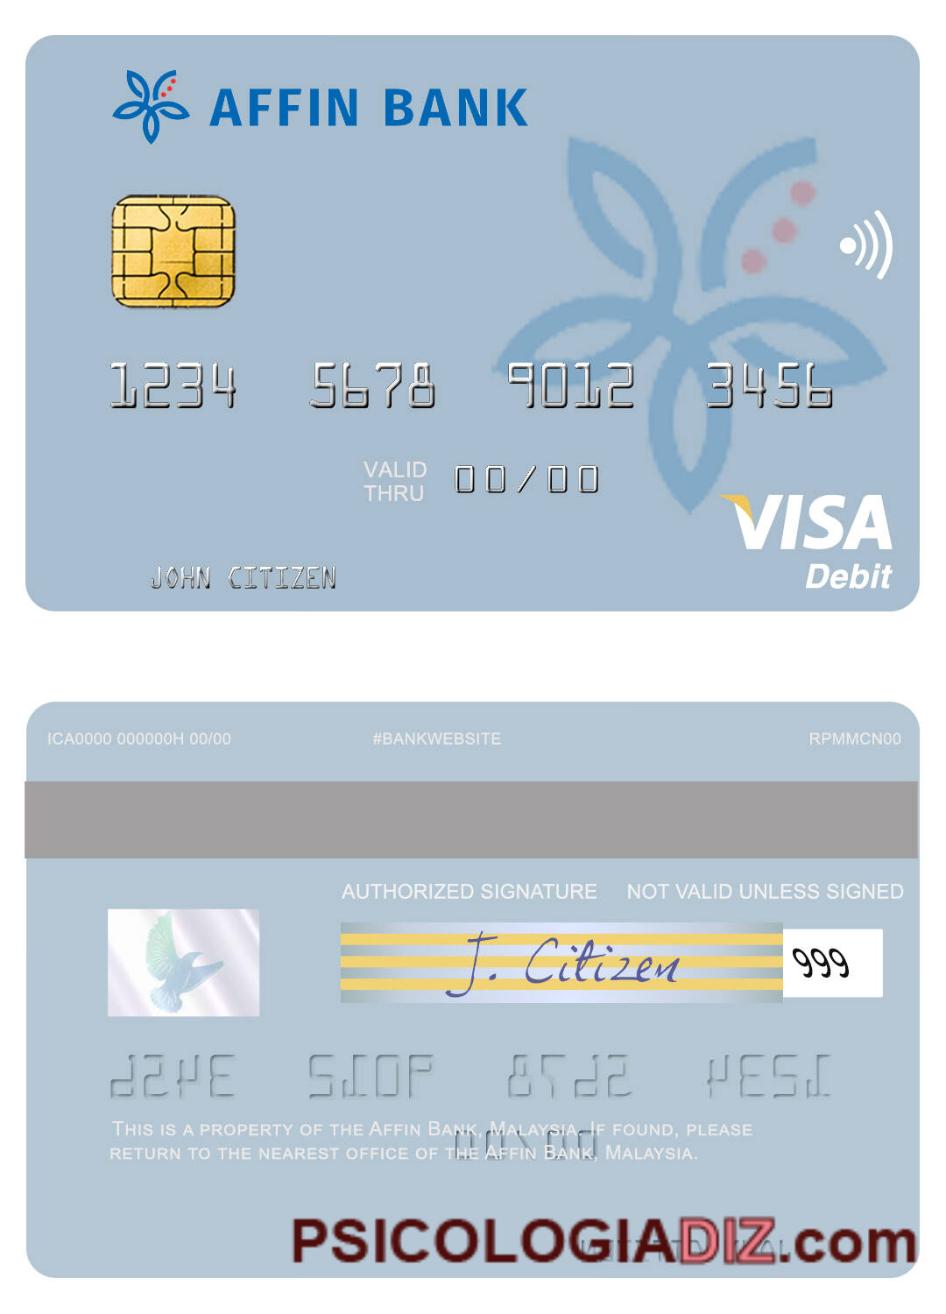 AFFIN BANK
1234 5678 9012 3456
VALID THRU 00/00
VISA
Debit
JOHN CITIZEN
ICA0000 000000H 00/00 #BANKWEBSITE RPMMCN00
AUTHORIZED SIGNATURE NOT VALID UNLESS SIGNED
J. Citizen 999
THIS IS A PROPERTY OF THE AFFIN BANK, MALAYSIA. IF FOUND, PLEASE
RETURN TO THE NEAREST OFFICE OF THE AFFIN BANK, MALAYSIA.
PSICOLOGIADIZ.com